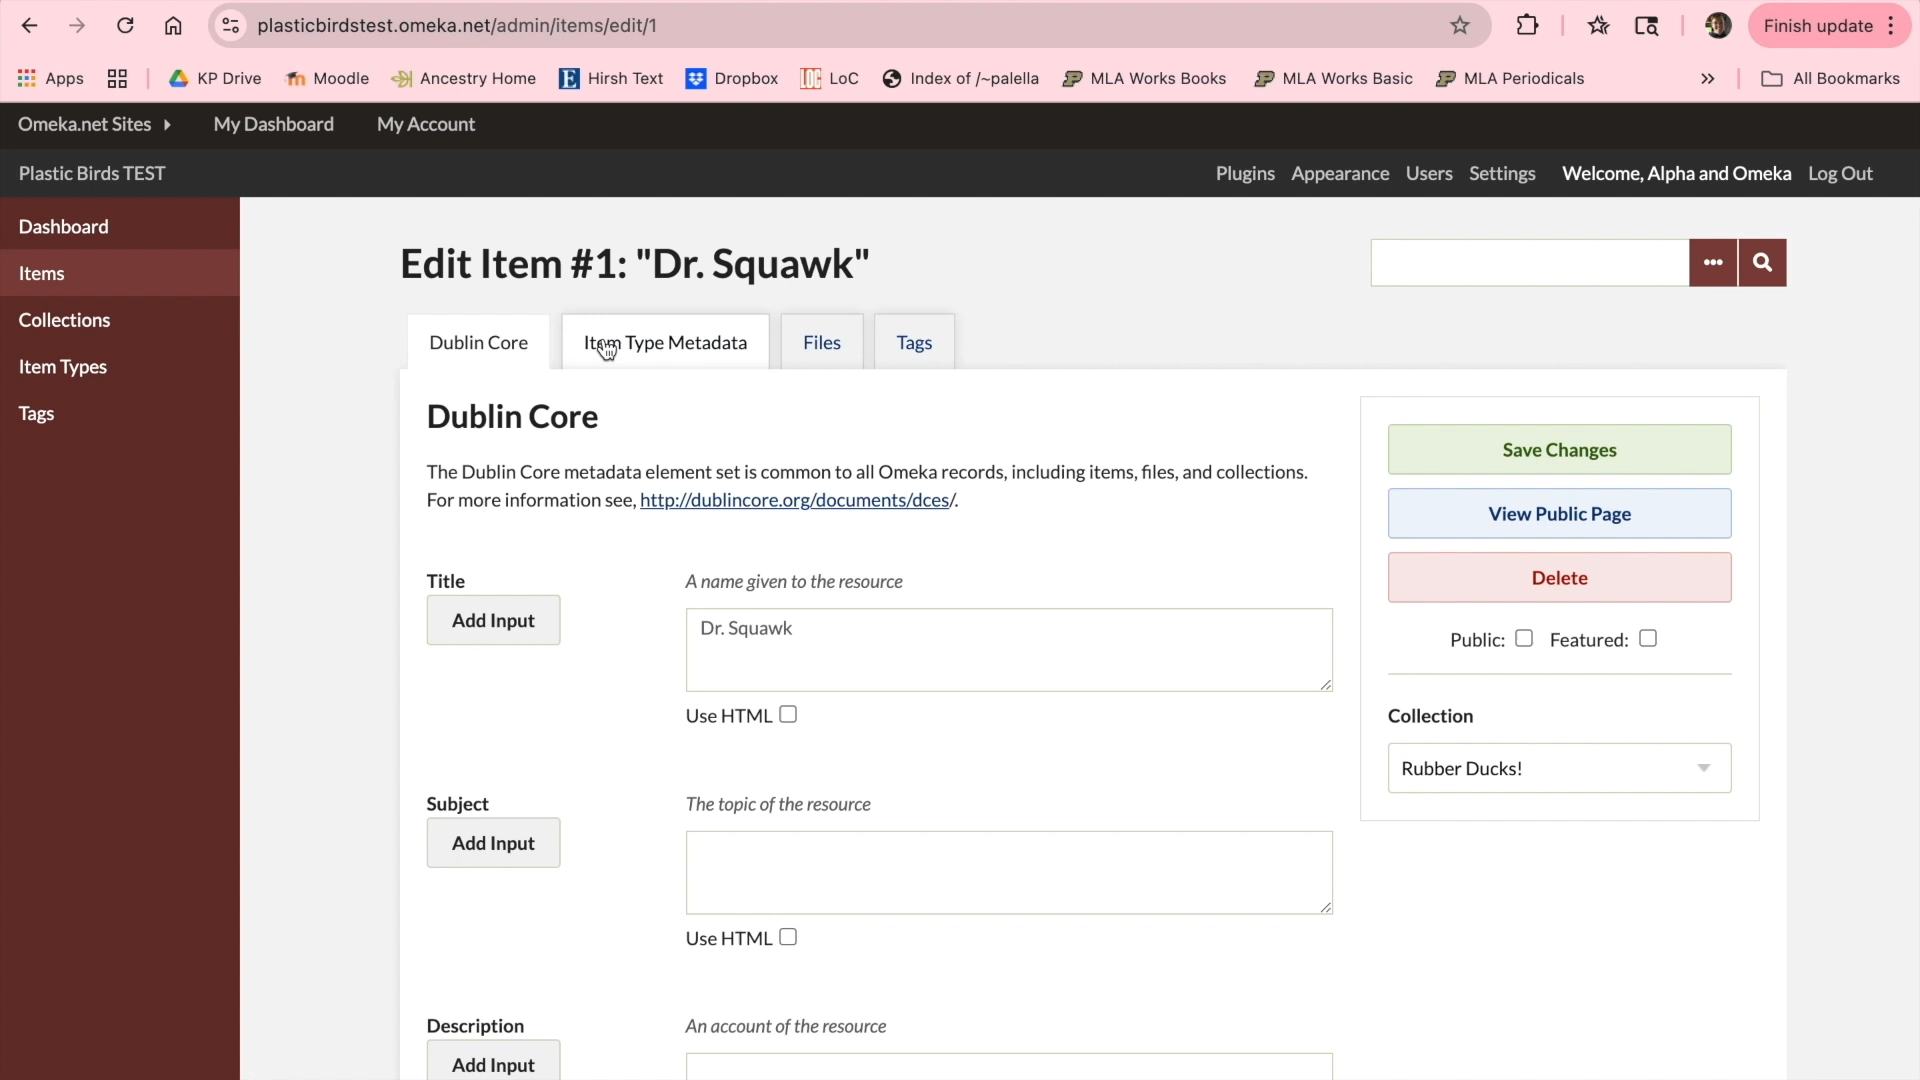 plasticbirdstest.omeka.net/admin/items/edit/1
Finish update
Apps
KP Drive
Moodle
Ancestry Home
E Hirsh Text
Dropbox
LOC LoC
Index of /~palella
MLA Works Books
MLA Works Basic
MLA Periodicals
All Bookmarks
Omeka.net Sites
My Dashboard
My Account
Plastic Birds TEST
Plugins
Appearance
Users
Settings
Welcome, Alpha and Omeka
Log Out
Dashboard
Items
Collections
Item Types
Tags
Edit Item #1: "Dr. Squawk"
Dublin Core
Item Type Metadata
Files
Tags
Dublin Core
The Dublin Core metadata element set is common to all Omeka records, including items, files, and collections.
For more information see, http://dublincore.org/documents/dces/.
Title
A name given to the resource
Add Input
Dr. Squawk
Use HTML
Subject
The topic of the resource
Add Input
Use HTML
Description
An account of the resource
Add Input
Save Changes
View Public Page
Delete
Public:
Featured:
Collection
Rubber Ducks!